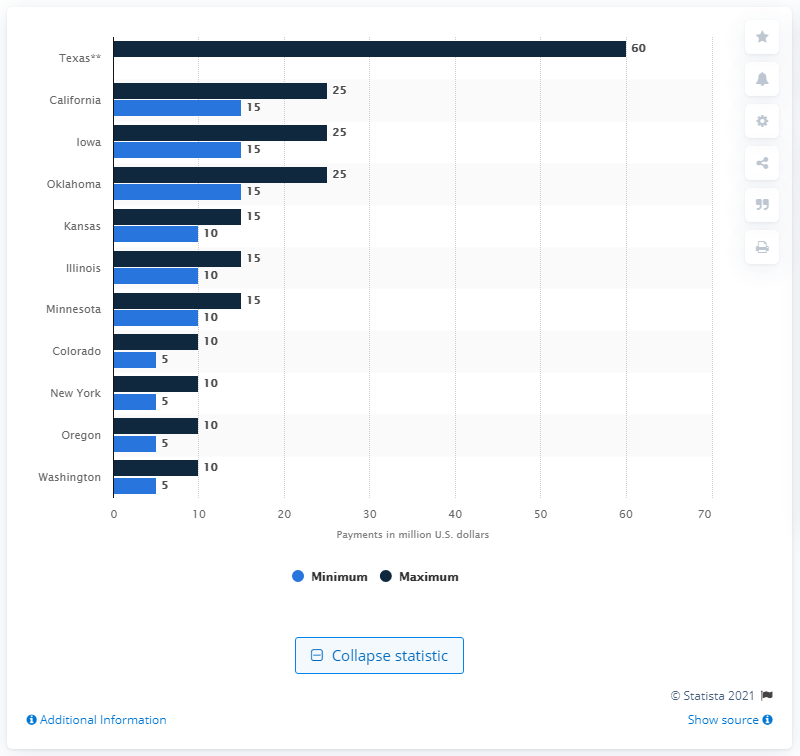 Texas**
60
California
25
15
Iowa
25
15
Oklahoma
25
15
Kansas
15
10
Illinois
15
10
Minnesota
15
10
Colorado
10
5
New York
10
5
Oregon
10
5
Washington
10
5
0 10 20 30 40 50 60 70
Payments in million U.S. dollars
Minimum Maximum
Collapse statistic
© Statista 2021
Additional Information Show source